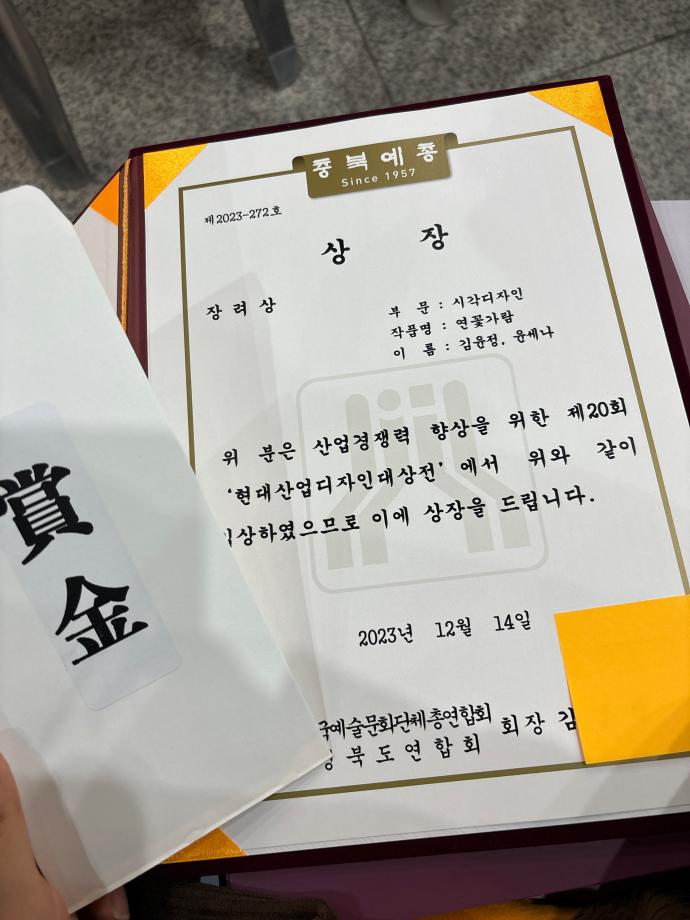 충북예총
Since 1957
제2023-272호
상 장
장려상
부 문 : 시각디자인
작품명 : 연꽃가람
이 름 : 김윤정, 윤세나
위 분은 산업경쟁력 향상을 위한 제20회
‘현대산업디자인대상전’에서 위와 같이
상하였으므로 이에 상장을 드립니다.
2023년 12월 14일
국예술문화단체총연합회 회장 김
북도연합회
賞
金